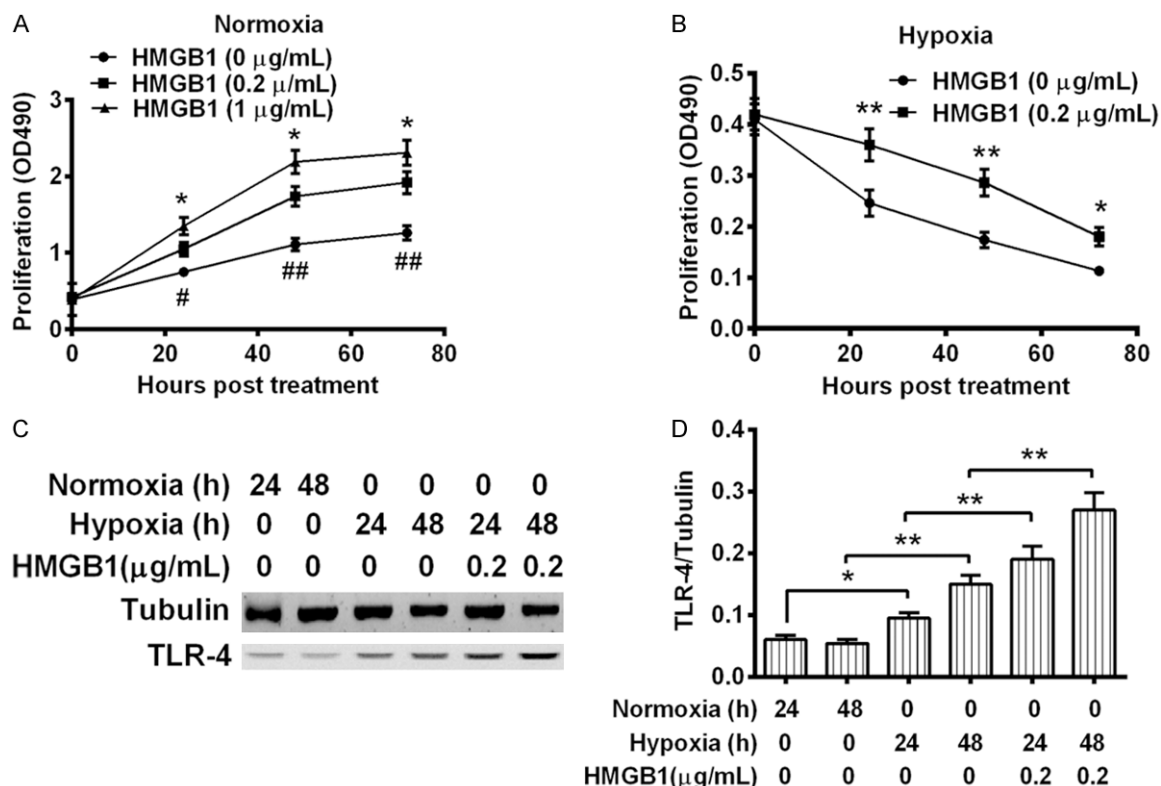 A
Normoxia
HMGB1 (0 μg/mL)
HMGB1 (0.2 μ/mL)
HMGB1 (1 μg/mL)
Proliferation (OD490)
3
2
1
0
* * *
# ## ##
0 20 40 60 80
Hours post treatment
B
Hypoxia
HMGB1 (0 μg/mL)
HMGB1 (0.2 μg/mL)
Proliferation (OD490)
0.5
0.4
0.3
0.2
0.1
0.0
** ** *
0 20 40 60 80
Hours post treatment
C
Normoxia (h) 24 48 0 0 0 0
Hypoxia (h) 0 0 24 48 24 48
HMGB1(μg/mL) 0 0 0 0 0.2 0.2
Tubulin
TLR-4
D
TLR-4/Tubulin
0.4
0.3
0.2
0.1
0.0
* ** ** **
Normoxia (h) 24 48 0 0 0 0
Hypoxia (h) 0 0 24 48 24 48
HMGB1(μg/mL) 0 0 0 0 0.2 0.2